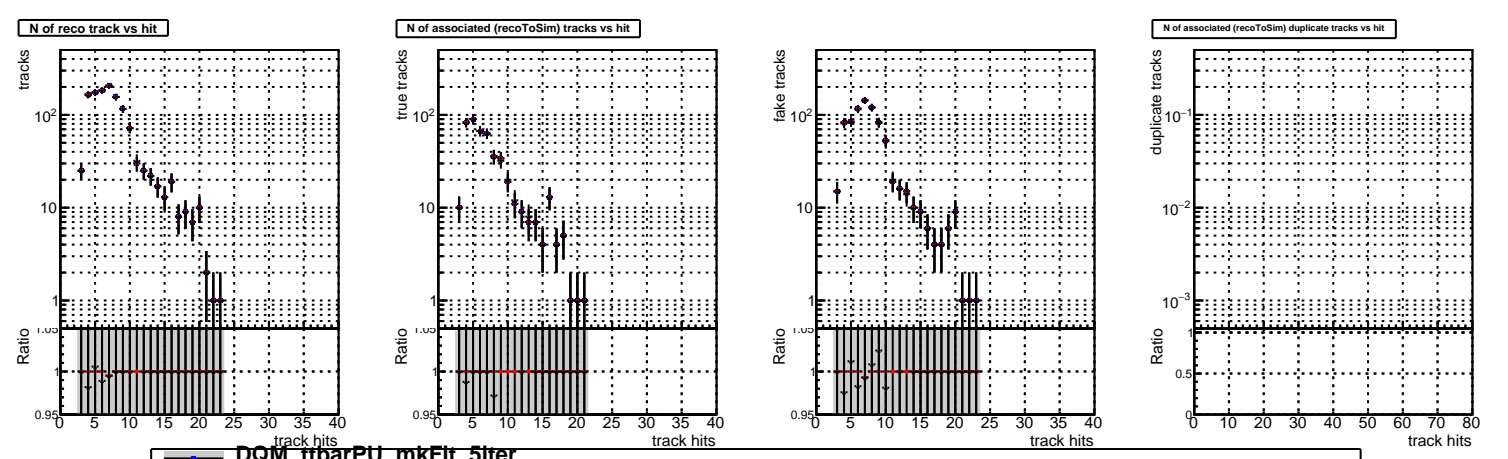 N of reco track vs hit
tracks
10²
10
1
1.05
Ratio
1
0.95
0 5 10 15 20 25 30 35 40
track hits
N of associated (recoToSim) tracks vs hit
true tracks
10²
10
1
1.05
Ratio
1
0.95
0 5 10 15 20 25 30 35 40
track hits
fake tracks
10²
10
1
1.05
Ratio
1
0.95
0 5 10 15 20 25 30 35 40
track hits
N of associated (recoToSim) duplicate tracks vs hit
duplicate tracks
10⁻¹
10⁻²
10⁻³
Ratio
1
0.5
0
0 10 20 30 40 50 60 70 80
track hits
DQM_ttbarPU_mkFit_5iter